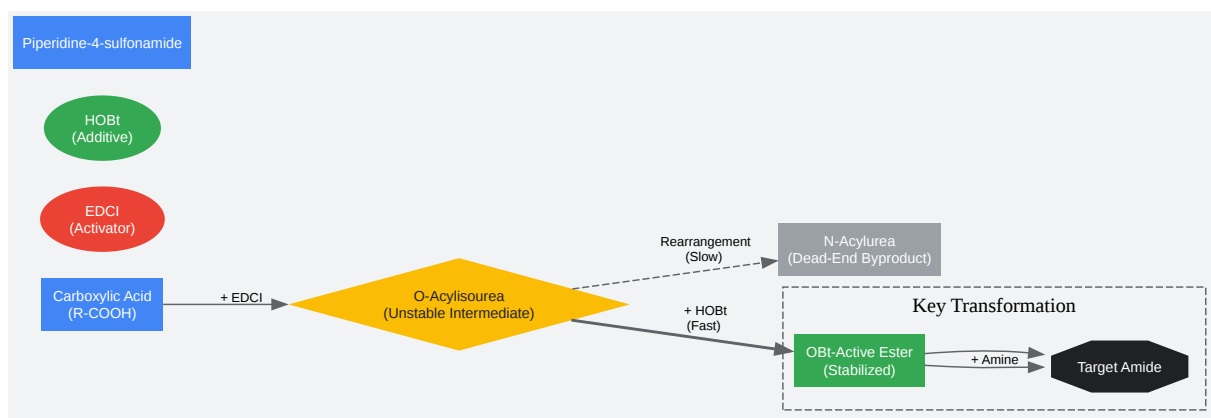 Piperidine-4-sulfonamide
HOBt
(Additive)
EDCI
(Activator)
Carboxylic Acid
(R-COOH)
+ EDCI
O-Acylisourea
(Unstable Intermediate)
Rearrangement
(Slow)
N-Acylurea
(Dead-End Byproduct)
+ HOBt
(Fast)
Key Transformation
OBt-Active Ester
(Stabilized)
+ Amine
Target Amide